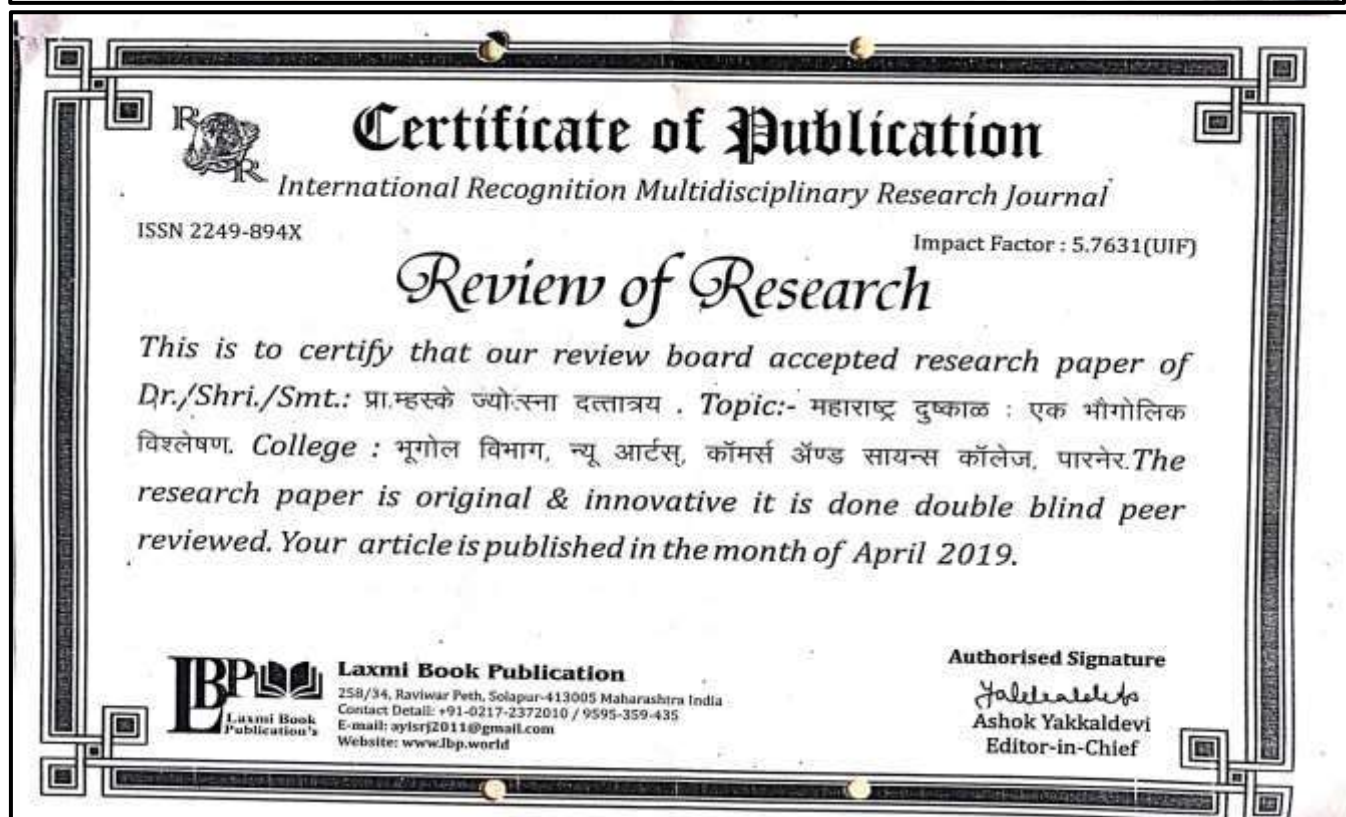 R
R
Certificate of Publication
International Recognition Multidisciplinary Research Journal
ISSN 2249-894X
Impact Factor : 5.7631(UIF)
Review of Research
This is to certify that our review board accepted research paper of
Dr./Shri./Smt.: प्रा.म्हस्के ज्योत्स्ना दत्तात्रय . Topic:- महाराष्ट्र दुष्काळ : एक भौगोलिक
विश्लेषण. College : भूगोल विभाग, न्यू आर्टस्, कॉमर्स ॲण्ड सायन्स कॉलेज, पारनेर.The
research paper is original & innovative it is done double blind peer
reviewed. Your article is published in the month of April 2019.
LBP
Laxmi Book
Publication's
Laxmi Book Publication
258/34, Raviwar Peth, Solapur-413005 Maharashtra India
Contact Detail: +91-0217-2372010 / 9595-359-435
E-mail: ayisrj2011@gmail.com
Website: www.lbp.world
Authorised Signature
Ashok Yakkaldevi
Editor-in-Chief